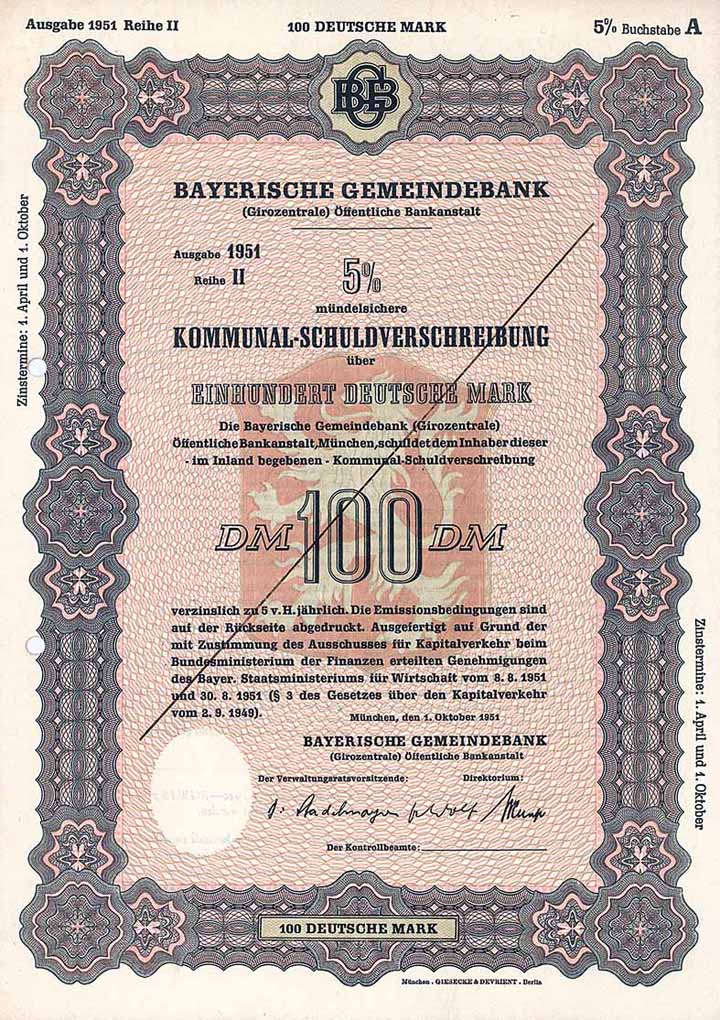 Ausgabe 1951 Reihe II
100 DEUTSCHE MARK
5% Buchstabe A
BGB
BAYERISCHE GEMEINDEBANK
(Girozentrale) Öffentliche Bankanstalt
Ausgabe 1951
Reihe II
5%
mündelsichere
KOMMUNAL-SCHULDVERSCHREIBUNG
über
EINHUNDERT DEUTSCHE MARK
Die Bayerische Gemeindebank (Girozentrale)
Öffentliche Bankanstalt, München, schuldet dem Inhaber dieser
- im Inland begebenen - Kommunal-Schuldverschreibung
DM 100 DM
verzinslich zu 5 v. H. jährlich. Die Emissionsbedingungen sind
auf der Rückseite abgedruckt. Ausgefertigt auf Grund der
mit Zustimmung des Ausschusses für Kapitalverkehr beim
Bundesministerium der Finanzen erteilten Genehmigungen
des Bayer. Staatsministeriums für Wirtschaft vom 8. 8. 1951
und 30. 8. 1951 (§ 3 des Gesetzes über den Kapitalverkehr
vom 2. 9. 1949).
München, den 1. Oktober 1951
BAYERISCHE GEMEINDEBANK
(Girozentrale) Öffentliche Bankanstalt
Der Verwaltungsratsvorsitzende: Direktorium:
Der Kontrollbeamte:
100 DEUTSCHE MARK
München . GIESECKE & DEVRIENT . Berlin
Zinstermine: 1. April und 1. Oktober
Zinstermine: 1. April und 1. Oktober